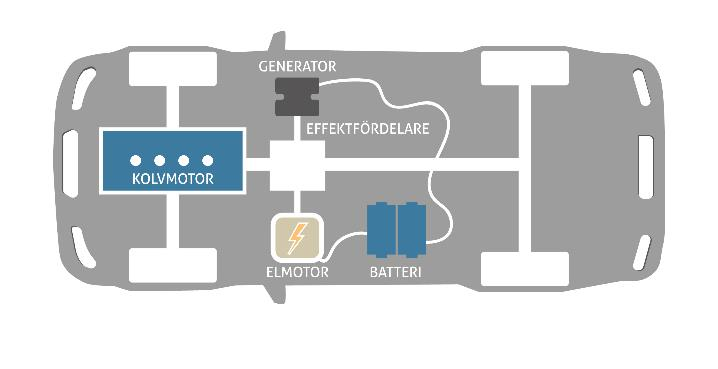 GENERATOR
EFFEKTFÖRDELARE
KOLVMOTOR
ELMOTOR
BATTERI